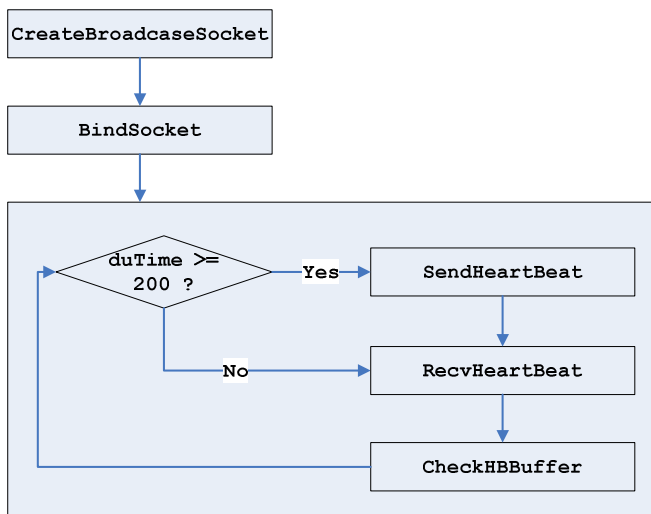 CreateBroadcaseSocket
BindSocket
duTime >=
200 ?
Yes
SendHeartBeat
No
RecvHeartBeat
CheckHBBuffer